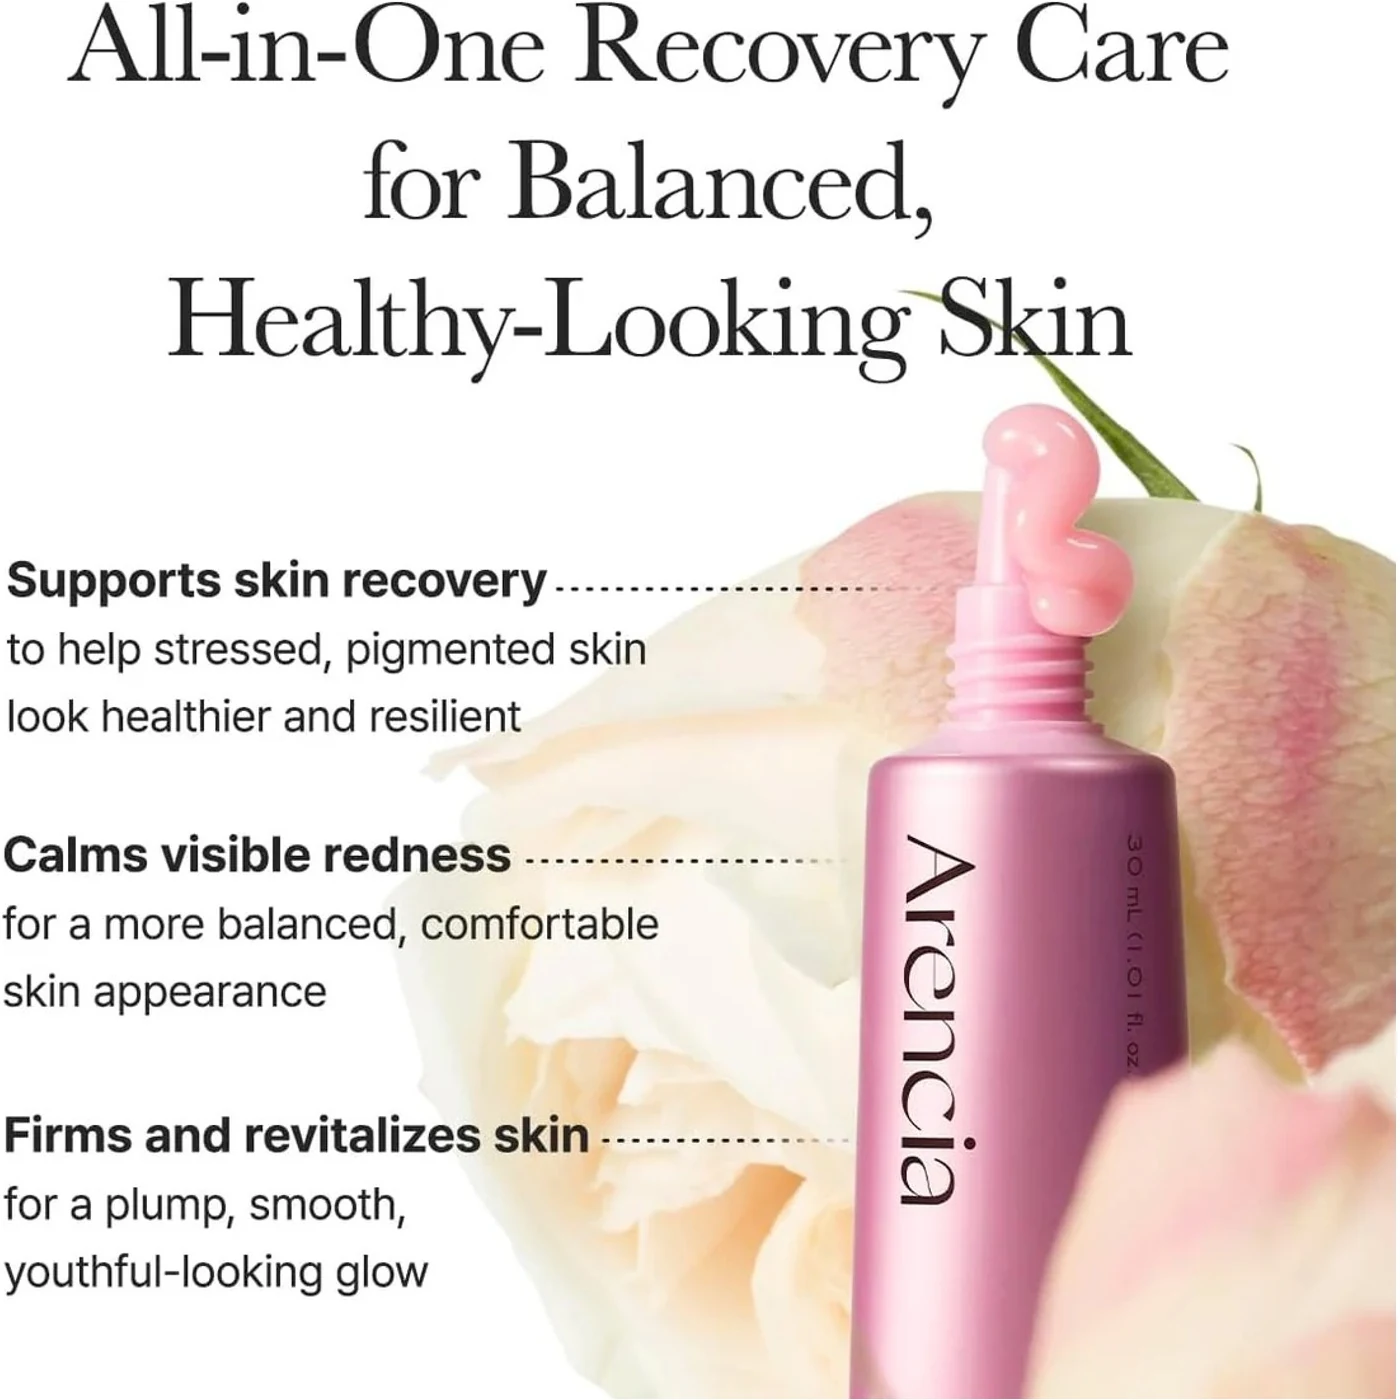 All-in-One Recovery Care
for Balanced,
Healthy-Looking Skin
Supports skin recovery
to help stressed, pigmented skin
look healthier and resilient
Calms visible redness
for a more balanced, comfortable
skin appearance
Firms and revitalizes skin
for a plump, smooth,
youthful-looking glow
Arencia
30 mL (1.01 fl. oz.